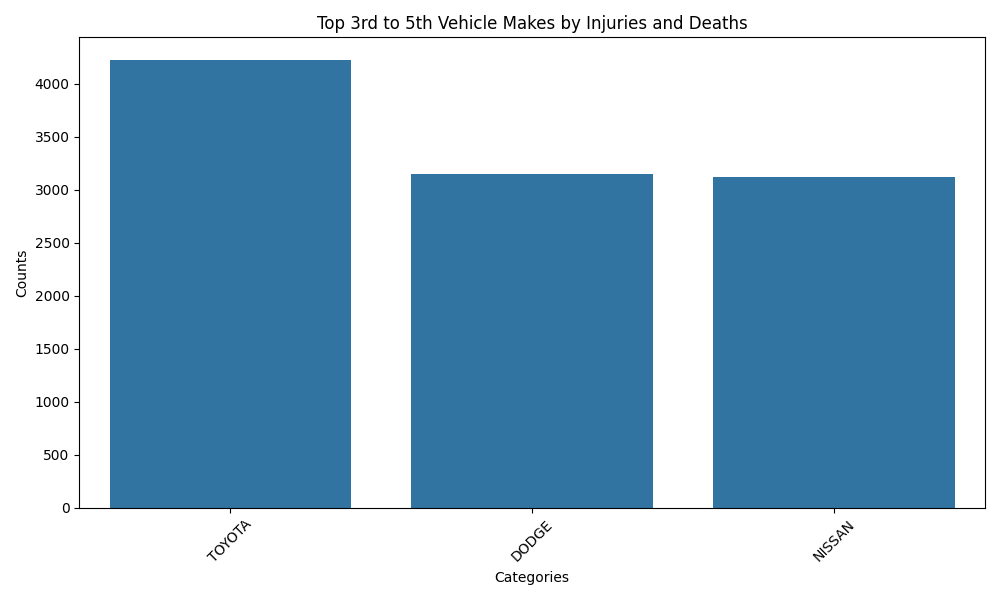 Top 3rd to 5th Vehicle Makes by Injuries and Deaths
Counts
4000
3500
3000
2500
2000
1500
1000
500
0
TOYOTA
DODGE
NISSAN
Categories